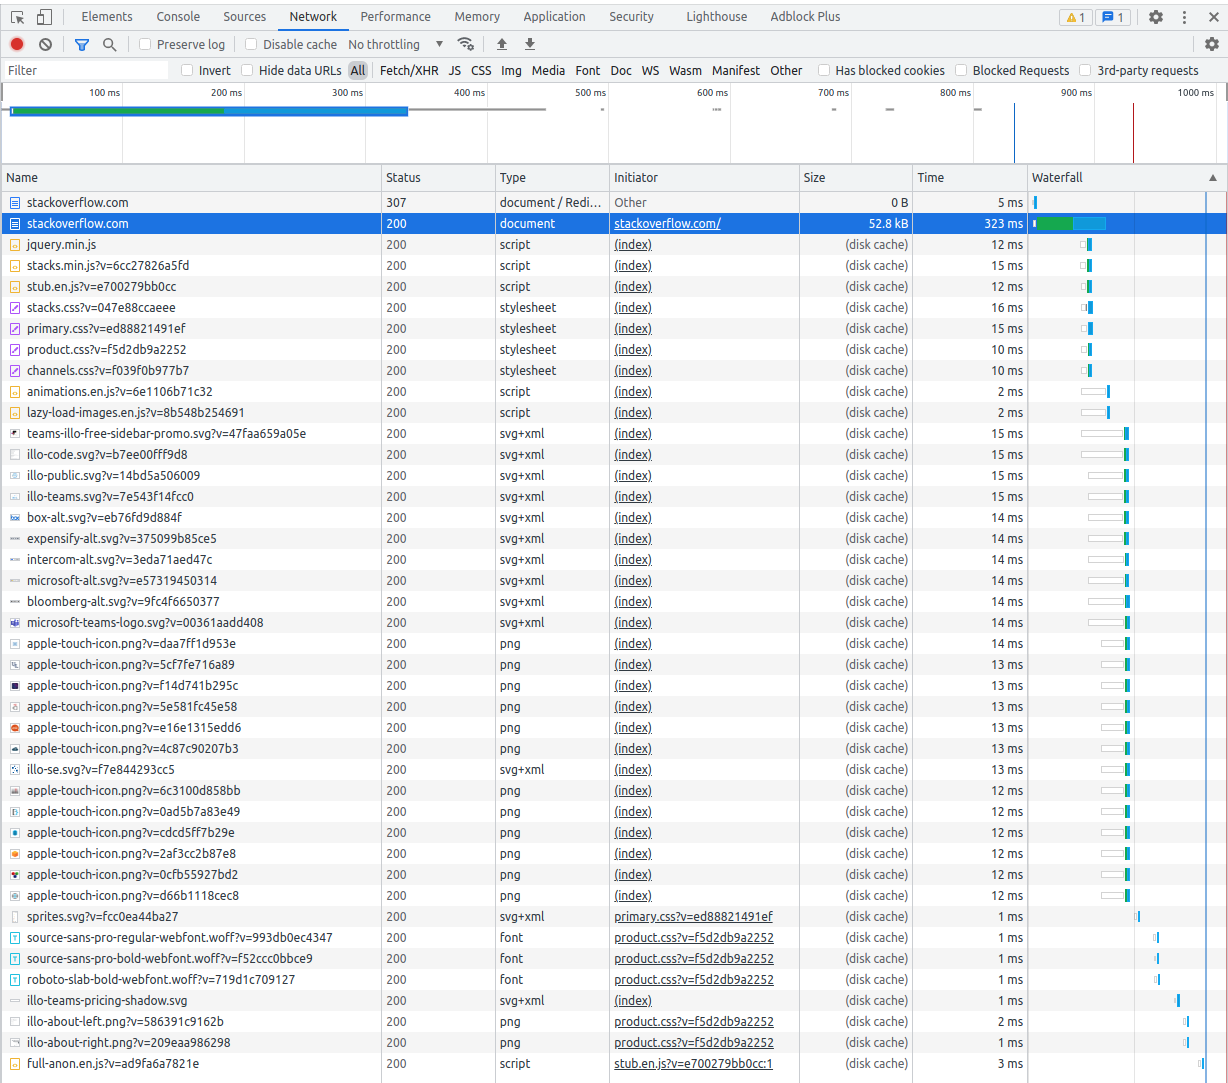 Elements Console Sources Network Performance Memory Application Security Lighthouse Adblock Plus 1 1
Preserve log Disable cache No throttling
Filter Invert Hide data URLs All Fetch/XHR JS CSS Img Media Font Doc WS Wasm Manifest Other Has blocked cookies Blocked Requests 3rd-party requests
100 ms 200 ms 300 ms 400 ms 500 ms 600 ms 700 ms 800 ms 900 ms 1000 ms
Name Status Type Initiator Size Time Waterfall
stackoverflow.com 307 document / Redi... Other 0 B 5 ms
stackoverflow.com 200 document stackoverflow.com/ 52.8 kB 323 ms
jquery.min.js 200 script (index) (disk cache) 12 ms
stacks.min.js?v=6cc27826a5fd 200 script (index) (disk cache) 15 ms
stub.en.js?v=e700279bb0cc 200 script (index) (disk cache) 12 ms
stacks.css?v=047e88ccaeee 200 stylesheet (index) (disk cache) 16 ms
primary.css?v=ed88821491ef 200 stylesheet (index) (disk cache) 15 ms
product.css?v=f5d2db9a2252 200 stylesheet (index) (disk cache) 10 ms
channels.css?v=f039f0b977b7 200 stylesheet (index) (disk cache) 10 ms
animations.en.js?v=6e1106b71c32 200 script (index) (disk cache) 2 ms
lazy-load-images.en.js?v=8b548b254691 200 script (index) (disk cache) 2 ms
teams-illo-free-sidebar-promo.svg?v=47faa659a05e 200 svg+xml (index) (disk cache) 15 ms
illo-code.svg?v=b7ee00fff9d8 200 svg+xml (index) (disk cache) 15 ms
illo-public.svg?v=14bd5a506009 200 svg+xml (index) (disk cache) 15 ms
illo-teams.svg?v=7e543f14fcc0 200 svg+xml (index) (disk cache) 15 ms
box-alt.svg?v=eb76fd9d884f 200 svg+xml (index) (disk cache) 14 ms
expensify-alt.svg?v=375099b85ce5 200 svg+xml (index) (disk cache) 14 ms
intercom-alt.svg?v=3eda71aed47c 200 svg+xml (index) (disk cache) 14 ms
microsoft-alt.svg?v=e57319450314 200 svg+xml (index) (disk cache) 14 ms
bloomberg-alt.svg?v=9fc4f6650377 200 svg+xml (index) (disk cache) 14 ms
microsoft-teams-logo.svg?v=00361aadd408 200 svg+xml (index) (disk cache) 14 ms
apple-touch-icon.png?v=daa7ff1d953e 200 png (index) (disk cache) 14 ms
apple-touch-icon.png?v=5cf7fe716a89 200 png (index) (disk cache) 13 ms
apple-touch-icon.png?v=f14d741b295c 200 png (index) (disk cache) 13 ms
apple-touch-icon.png?v=5e581fc45e58 200 png (index) (disk cache) 13 ms
apple-touch-icon.png?v=e16e1315edd6 200 png (index) (disk cache) 13 ms
apple-touch-icon.png?v=4c87c90207b3 200 png (index) (disk cache) 13 ms
illo-se.svg?v=f7e844293cc5 200 svg+xml (index) (disk cache) 13 ms
apple-touch-icon.png?v=6c3100d858bb 200 png (index) (disk cache) 12 ms
apple-touch-icon.png?v=0ad5b7a83e49 200 png (index) (disk cache) 12 ms
apple-touch-icon.png?v=cdcd5ff7b29e 200 png (index) (disk cache) 12 ms
apple-touch-icon.png?v=2af3cc2b87e8 200 png (index) (disk cache) 12 ms
apple-touch-icon.png?v=0cfb55927bd2 200 png (index) (disk cache) 12 ms
apple-touch-icon.png?v=d66b1118cec8 200 png (index) (disk cache) 12 ms
sprites.svg?v=fcc0ea44ba27 200 svg+xml primary.css?v=ed88821491ef (disk cache) 1 ms
source-sans-pro-regular-webfont.woff?v=993db0ec4347 200 font product.css?v=f5d2db9a2252 (disk cache) 1 ms
source-sans-pro-bold-webfont.woff?v=f52ccc0bbce9 200 font product.css?v=f5d2db9a2252 (disk cache) 1 ms
roboto-slab-bold-webfont.woff?v=719d1c709127 200 font product.css?v=f5d2db9a2252 (disk cache) 1 ms
illo-teams-pricing-shadow.svg 200 svg+xml (index) (disk cache) 1 ms
illo-about-left.png?v=586391c9162b 200 png product.css?v=f5d2db9a2252 (disk cache) 2 ms
illo-about-right.png?v=209eaa986298 200 png product.css?v=f5d2db9a2252 (disk cache) 1 ms
full-anon.en.js?v=ad9fa6a7821e 200 script stub.en.js?v=e700279bb0cc:1 (disk cache) 3 ms